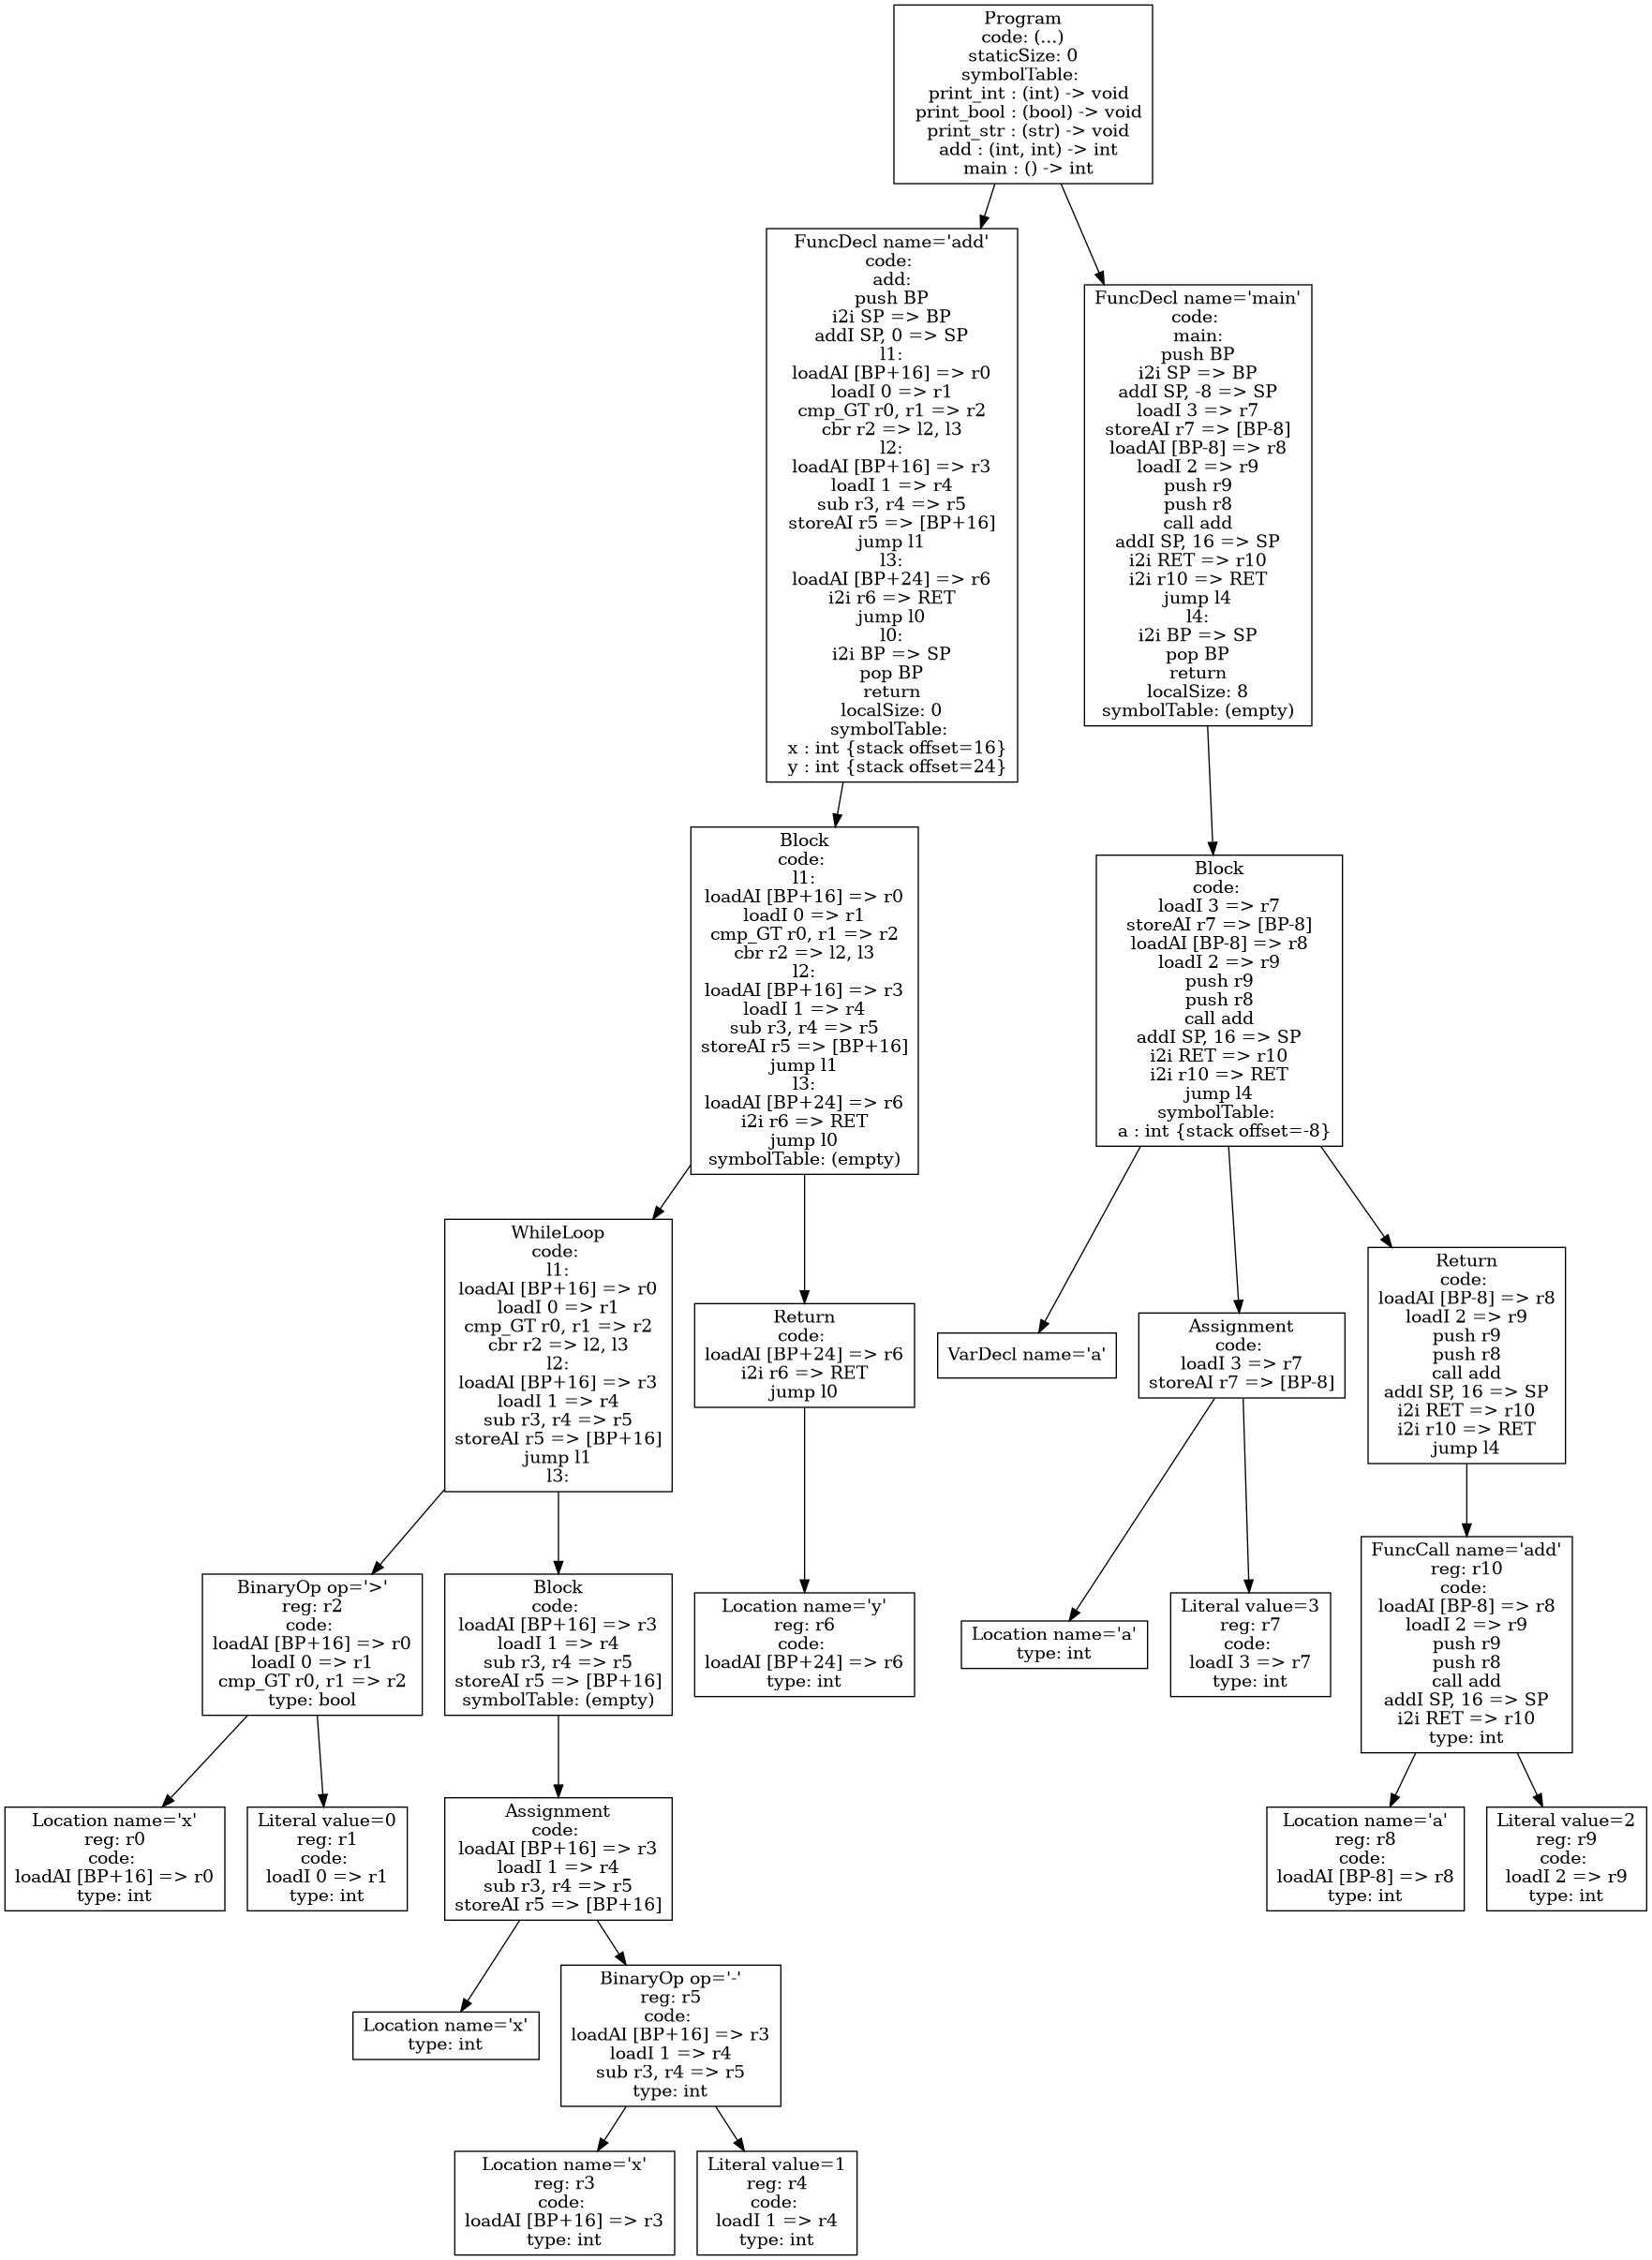 Program
code: (...)
staticSize: 0
symbolTable:
print_int : (int) -> void
print_bool : (bool) -> void
print_str : (str) -> void
add : (int, int) -> int
main : () -> int
FuncDecl name='add'
code:
add:
push BP
i2i SP => BP
addI SP, 0 => SP
l1:
loadAI [BP+16] => r0
loadI 0 => r1
cmp_GT r0, r1 => r2
cbr r2 => l2, l3
l2:
loadAI [BP+16] => r3
loadI 1 => r4
sub r3, r4 => r5
storeAI r5 => [BP+16]
jump l1
l3:
loadAI [BP+24] => r6
i2i r6 => RET
jump l0
l0:
i2i BP => SP
pop BP
return
localSize: 0
symbolTable:
x : int {stack offset=16}
y : int {stack offset=24}
FuncDecl name='main'
code:
main:
push BP
i2i SP => BP
addI SP, -8 => SP
loadI 3 => r7
storeAI r7 => [BP-8]
loadAI [BP-8] => r8
loadI 2 => r9
push r9
push r8
call add
addI SP, 16 => SP
i2i RET => r10
i2i r10 => RET
jump l4
l4:
i2i BP => SP
pop BP
return
localSize: 8
symbolTable: (empty)
Block
code:
l1:
loadAI [BP+16] => r0
loadI 0 => r1
cmp_GT r0, r1 => r2
cbr r2 => l2, l3
l2:
loadAI [BP+16] => r3
loadI 1 => r4
sub r3, r4 => r5
storeAI r5 => [BP+16]
jump l1
l3:
loadAI [BP+24] => r6
i2i r6 => RET
jump l0
symbolTable: (empty)
Block
code:
loadI 3 => r7
storeAI r7 => [BP-8]
loadAI [BP-8] => r8
loadI 2 => r9
push r9
push r8
call add
addI SP, 16 => SP
i2i RET => r10
i2i r10 => RET
jump l4
symbolTable:
a : int {stack offset=-8}
WhileLoop
code:
l1:
loadAI [BP+16] => r0
loadI 0 => r1
cmp_GT r0, r1 => r2
cbr r2 => l2, l3
l2:
loadAI [BP+16] => r3
loadI 1 => r4
sub r3, r4 => r5
storeAI r5 => [BP+16]
jump l1
l3:
Return
code:
loadAI [BP+24] => r6
i2i r6 => RET
jump l0
VarDecl name='a'
Assignment
code:
loadI 3 => r7
storeAI r7 => [BP-8]
Return
code:
loadAI [BP-8] => r8
loadI 2 => r9
push r9
push r8
call add
addI SP, 16 => SP
i2i RET => r10
i2i r10 => RET
jump l4
BinaryOp op='>'
reg: r2
code:
loadAI [BP+16] => r0
loadI 0 => r1
cmp_GT r0, r1 => r2
type: bool
Block
code:
loadAI [BP+16] => r3
loadI 1 => r4
sub r3, r4 => r5
storeAI r5 => [BP+16]
symbolTable: (empty)
Location name='y'
reg: r6
code:
loadAI [BP+24] => r6
type: int
Location name='a'
type: int
Literal value=3
reg: r7
code:
loadI 3 => r7
type: int
FuncCall name='add'
reg: r10
code:
loadAI [BP-8] => r8
loadI 2 => r9
push r9
push r8
call add
addI SP, 16 => SP
i2i RET => r10
type: int
Location name='x'
reg: r0
code:
loadAI [BP+16] => r0
type: int
Literal value=0
reg: r1
code:
loadI 0 => r1
type: int
Assignment
code:
loadAI [BP+16] => r3
loadI 1 => r4
sub r3, r4 => r5
storeAI r5 => [BP+16]
Location name='a'
reg: r8
code:
loadAI [BP-8] => r8
type: int
Literal value=2
reg: r9
code:
loadI 2 => r9
type: int
Location name='x'
type: int
BinaryOp op='-'
reg: r5
code:
loadAI [BP+16] => r3
loadI 1 => r4
sub r3, r4 => r5
type: int
Location name='x'
reg: r3
code:
loadAI [BP+16] => r3
type: int
Literal value=1
reg: r4
code:
loadI 1 => r4
type: int